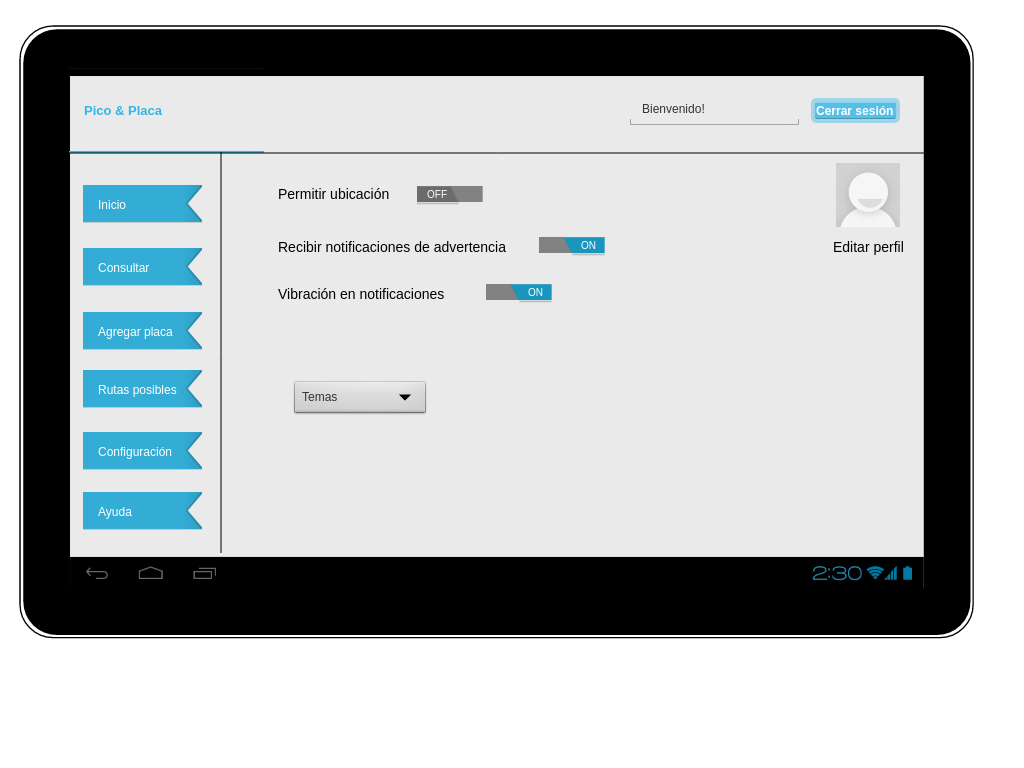 Pico & Placa
Bienvenido!
Cerrar sesión
Inicio
Consultar
Agregar placa
Rutas posibles
Configuración
Ayuda
Permitir ubicación OFF
Recibir notificaciones de advertencia ON
Vibración en notificaciones ON
Temas
Editar perfil
2:30